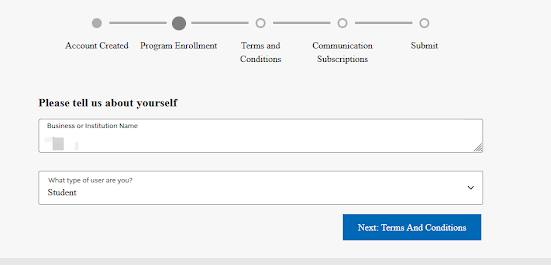 Account Created
Program Enrollment
Terms and
Conditions
Communication
Subscriptions
Submit
Please tell us about yourself
Business or Institution Name
What type of user are you?
Student
Next: Terms And Conditions